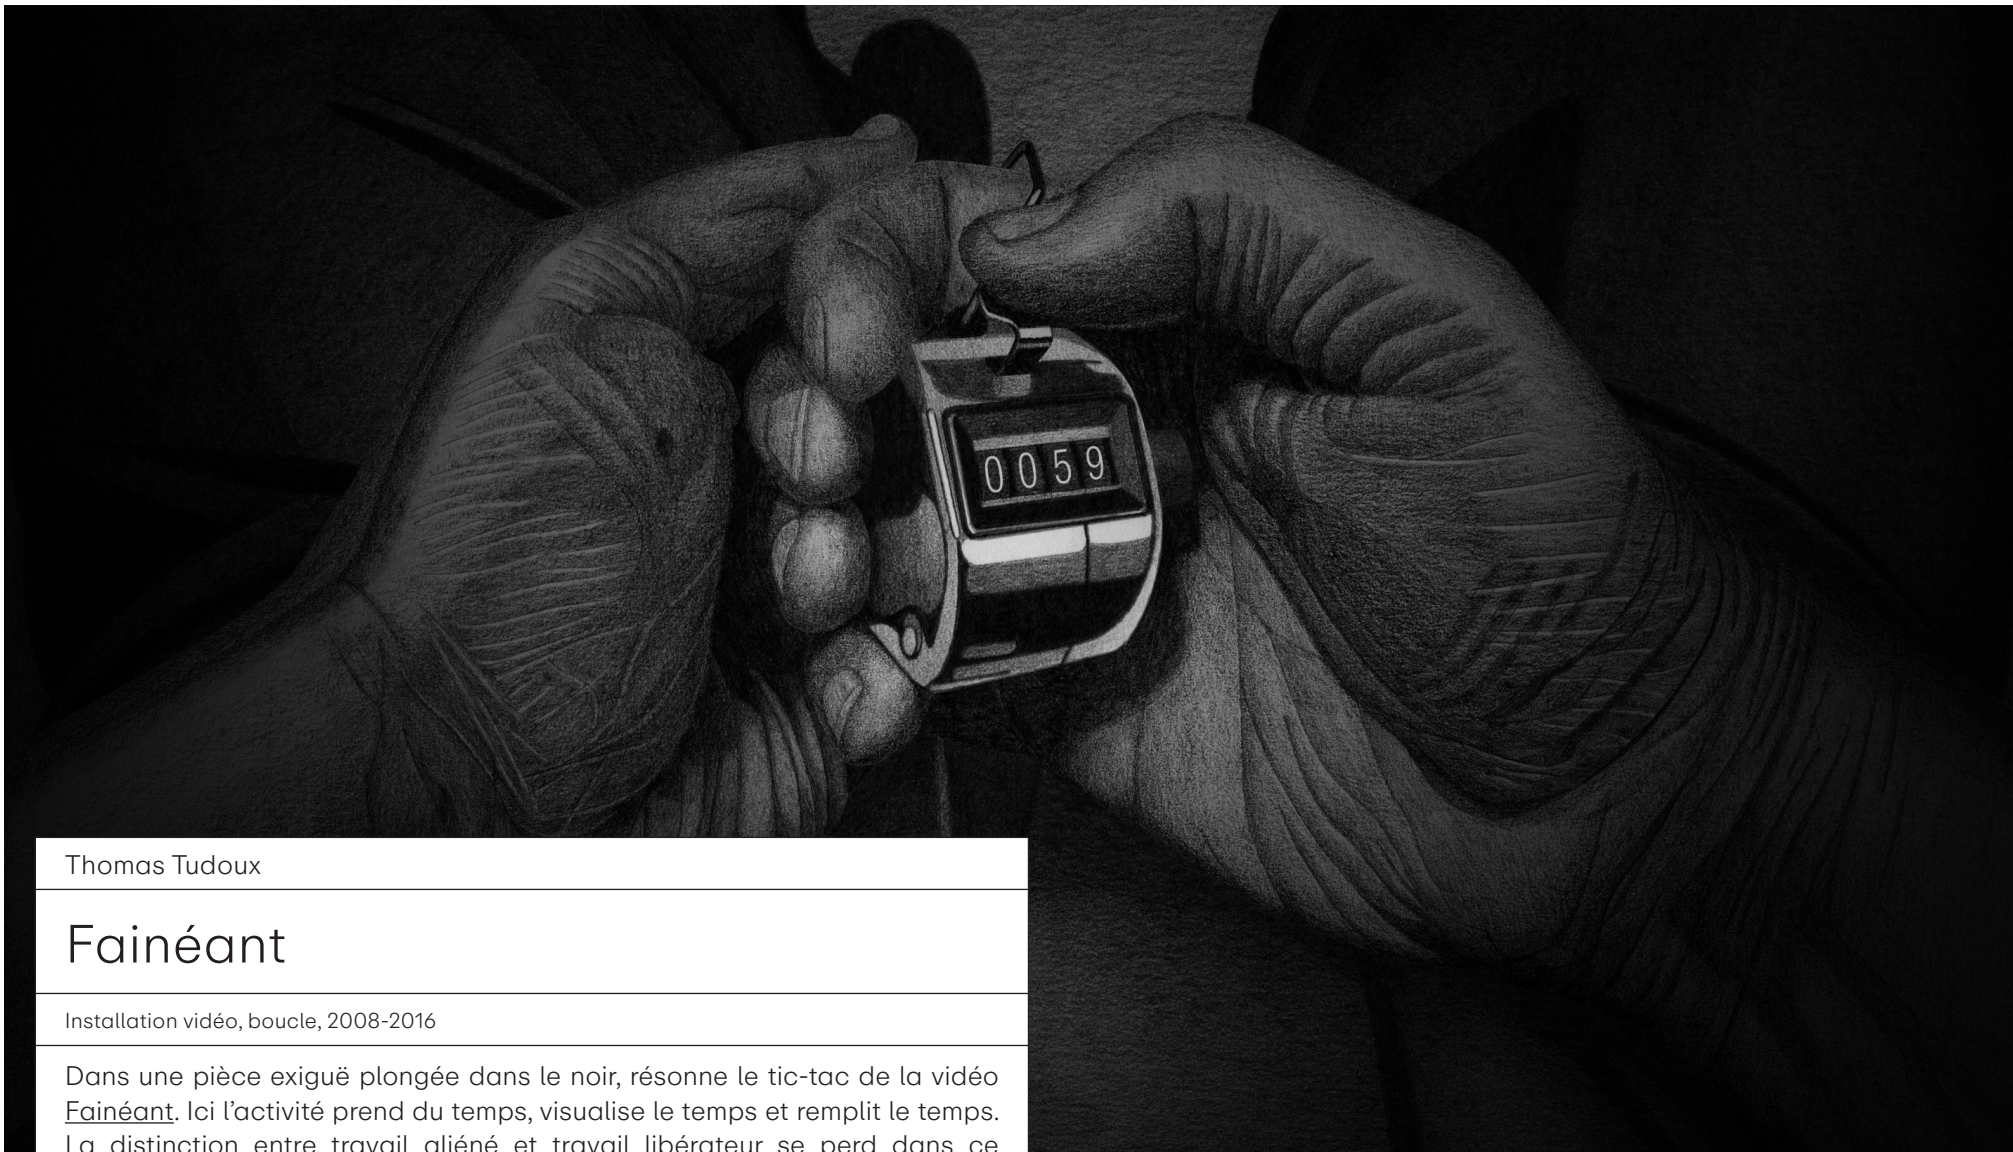 0059
Thomas Tudoux
Fainéant
Installation vidéo, boucle, 2008-2016
Dans une pièce exiguë plongée dans le noir, résonne le tic-tac de la vidéo
Fainéant. Ici l’activité prend du temps, visualise le temps et remplit le temps.
La distinction entre travail aliéné et travail libérateur se perd dans ce